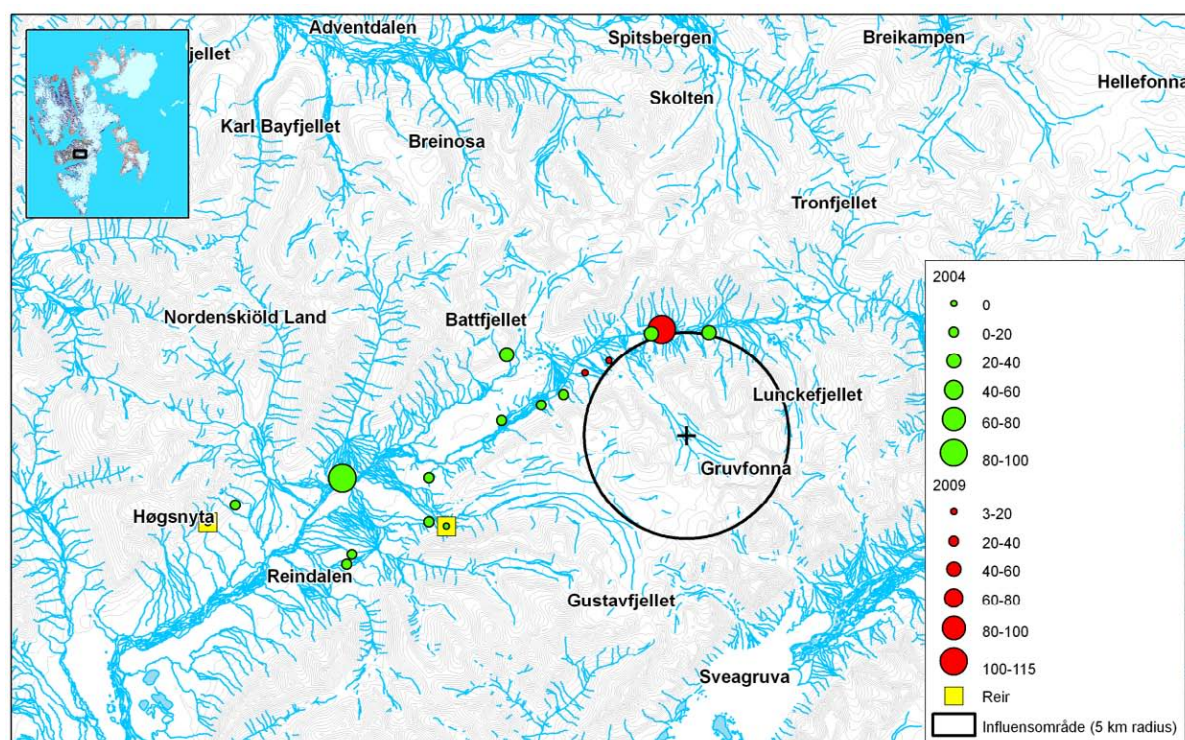 Adventdalen
Spitsbergen
Breikampen
fjellet
Hellefonna
Skolten
Karl Bayfjellet
Breinosa
Tronfjellet
Nordenskiöld Land
Battfjellet
Lunckefjellet
Gruvfonna
Høgsnyta
Reindalen
Gustavfjellet
Sveagruva
2004
0
0-20
20-40
40-60
60-80
80-100
2009
3-20
20-40
40-60
60-80
80-100
100-115
Reir
Influensområde (5 km radius)